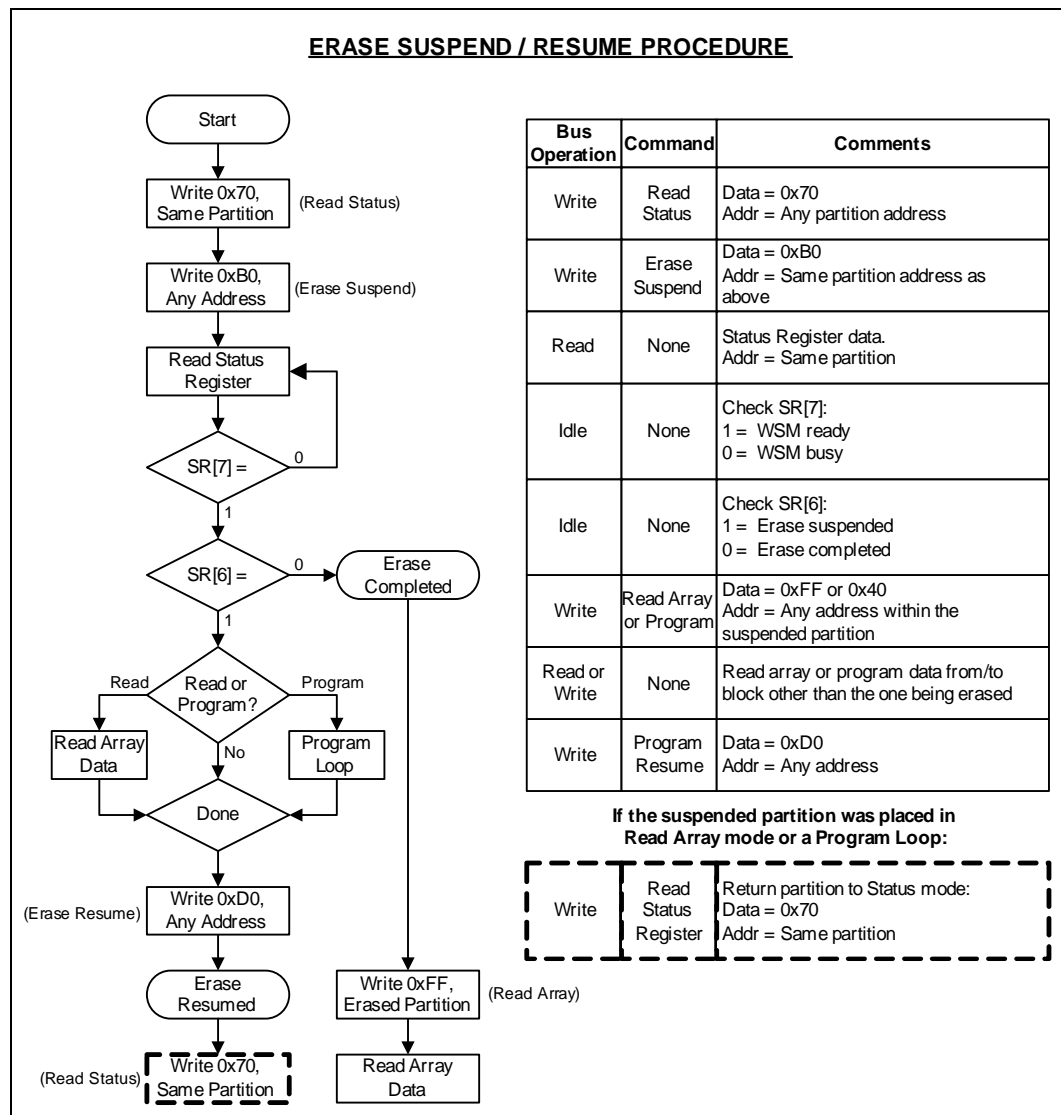 ERASE SUSPEND / RESUME PROCEDURE
Start
Write 0x70,
Same Partition
(Read Status)
Write 0xB0,
Any Address
(Erase Suspend)
Read Status
Register
SR[7] =
0
1
SR[6] =
0
Erase
Completed
1
Read
Read or
Program?
Program
Read Array
Data
No
Program
Loop
Done
(Erase Resume)
Write 0xD0,
Any Address
Erase
Resumed
Write 0xFF,
Erased Partition
(Read Array)
(Read Status)
Write 0x70,
Same Partition
Read Array
Data
Bus
Operation
Command
Comments
Write
Read
Status
Data = 0x70
Addr = Any partition address
Write
Erase
Suspend
Data = 0xB0
Addr = Same partition address as
above
Read
None
Status Register data.
Addr = Same partition
Idle
None
Check SR[7]:
1 = WSM ready
0 = WSM busy
Idle
None
Check SR[6]:
1 = Erase suspended
0 = Erase completed
Write
Read Array
or Program
Data = 0xFF or 0x40
Addr = Any address within the
suspended partition
Read or
Write
None
Read array or program data from/to
block other than the one being erased
Write
Program
Resume
Data = 0xD0
Addr = Any address
If the suspended partition was placed in
Read Array mode or a Program Loop:
Write
Read
Status
Register
Return partition to Status mode:
Data = 0x70
Addr = Same partition